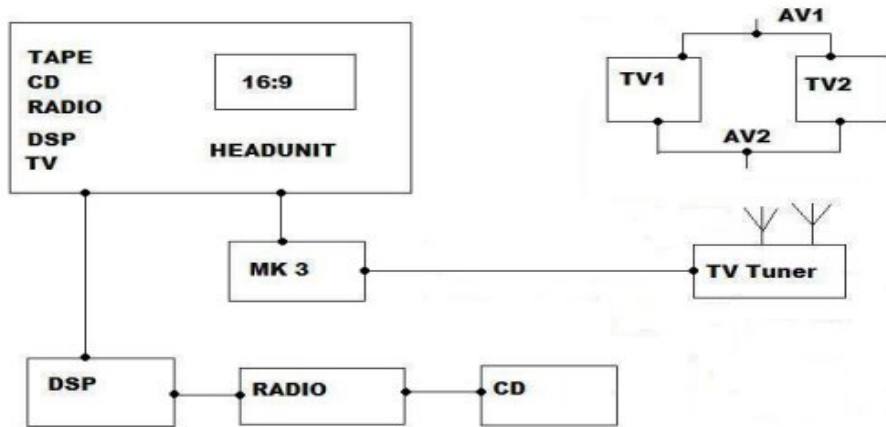 TAPE
CD
RADIO
DSP
TV
16:9
HEADUNIT
AV1
TV1
TV2
AV2
MK 3
TV Tuner
DSP
RADIO
CD